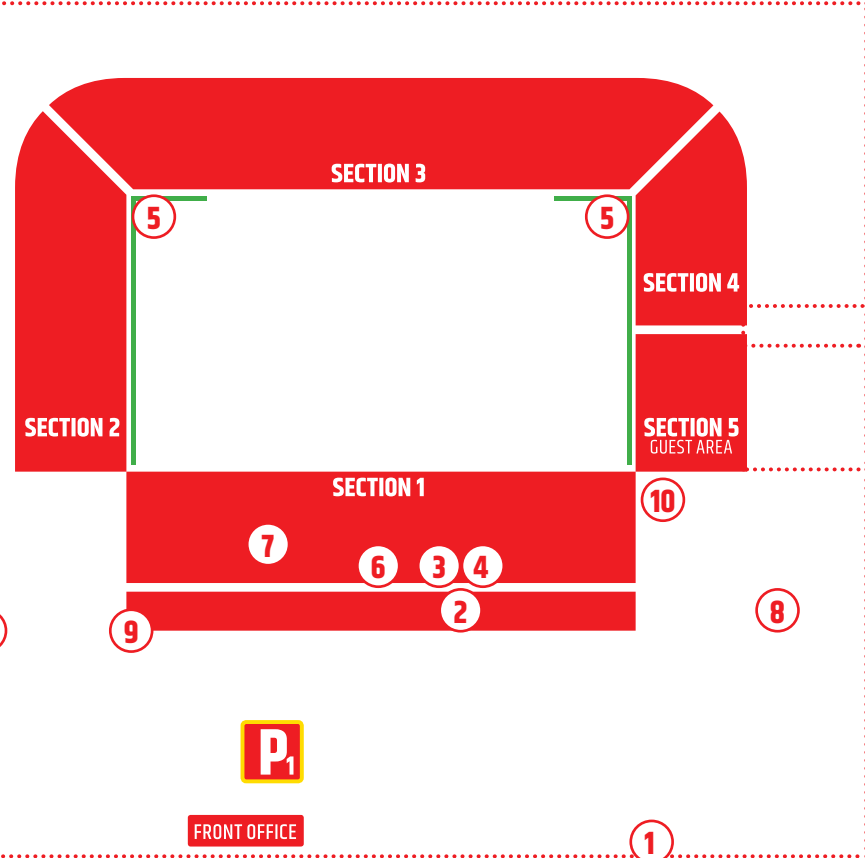 SECTION 3
5
5
SECTION 4
SECTION 2
SECTION 5
GUEST AREA
SECTION 1
10
7
6
3
4
2
8
9
P1
FRONT OFFICE
1